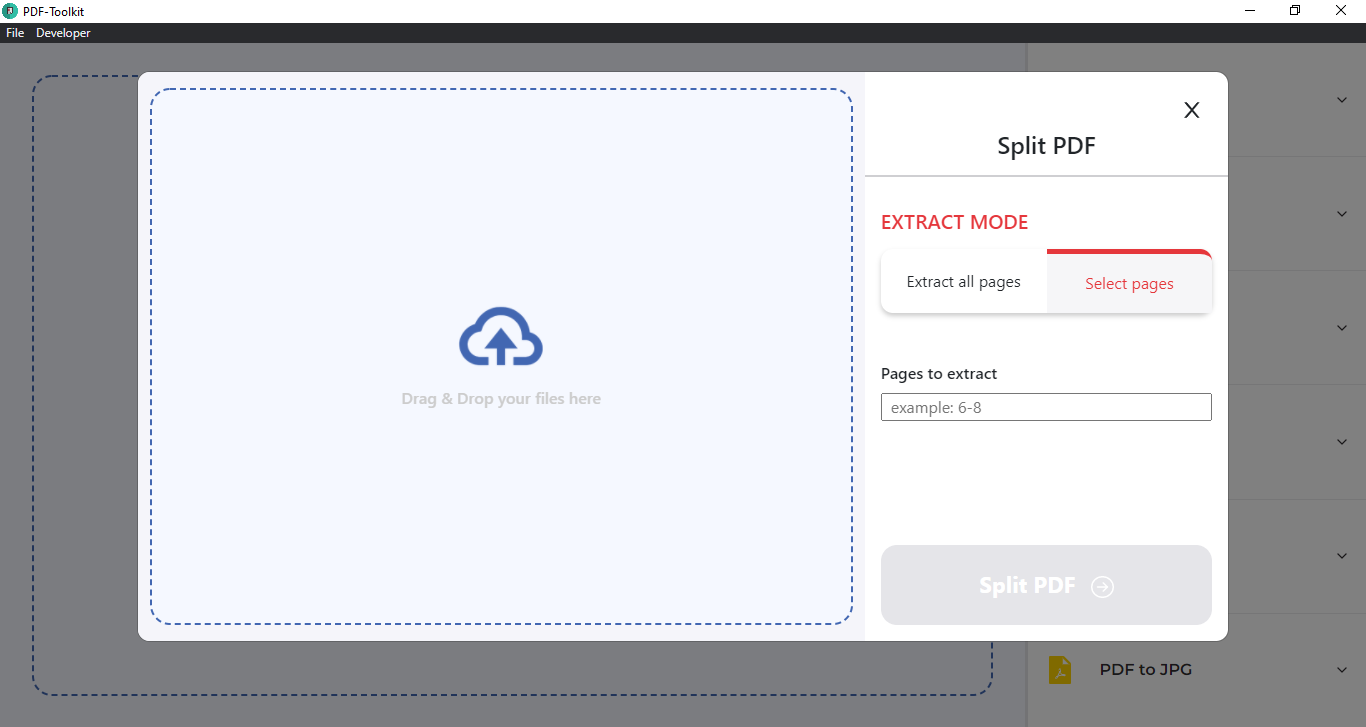 PDF-Toolkit
File Developer
X
Split PDF
EXTRACT MODE
Extract all pages
Select pages
Drag & Drop your files here
Pages to extract
example: 6-8
Split PDF
PDF to JPG